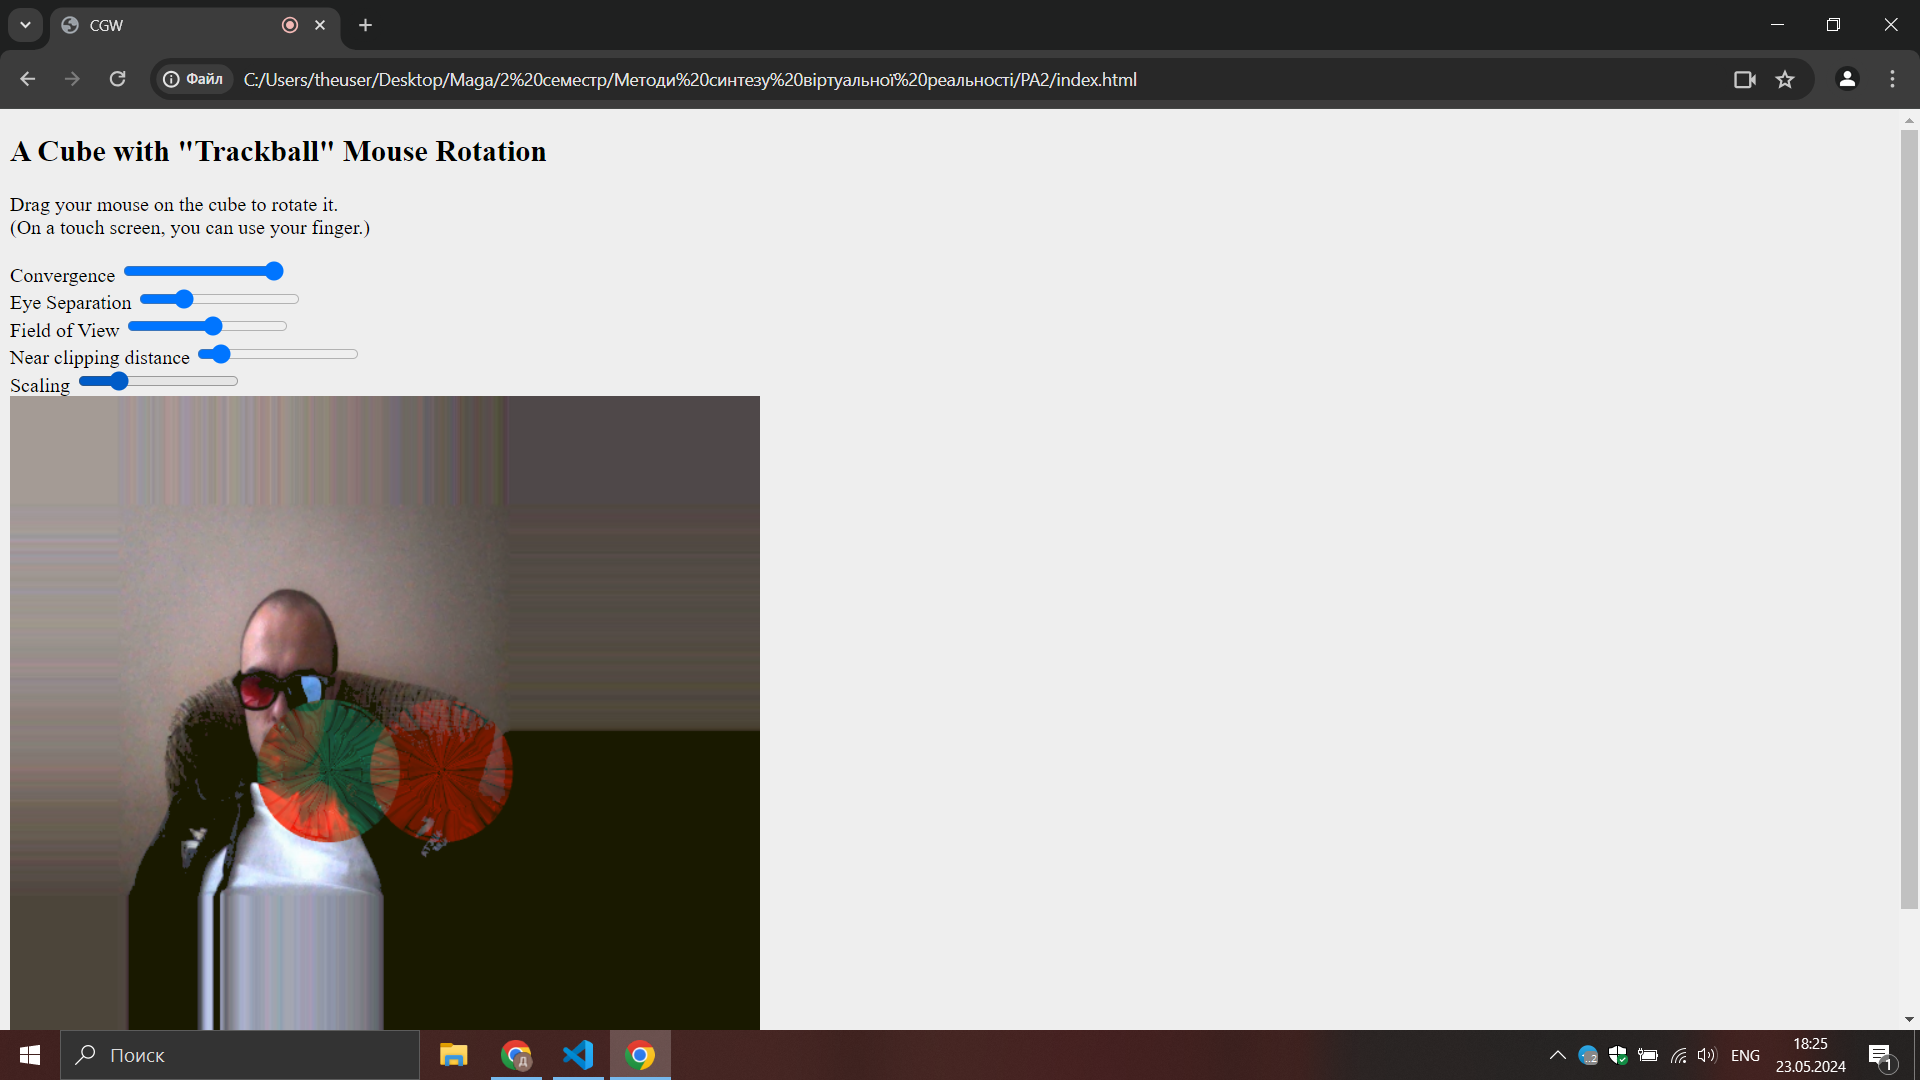 CGW
Файл
C:/Users/theuser/Desktop/Maga/2%20семестр/Методи%20синтезу%20віртуальної%20реальності/PA2/index.html
A Cube with "Trackball" Mouse Rotation
Drag your mouse on the cube to rotate it.
(On a touch screen, you can use your finger.)
Convergence
Eye Separation
Field of View
Near clipping distance
Scaling
Поиск
Д
ENG
18:25
23.05.2024
1